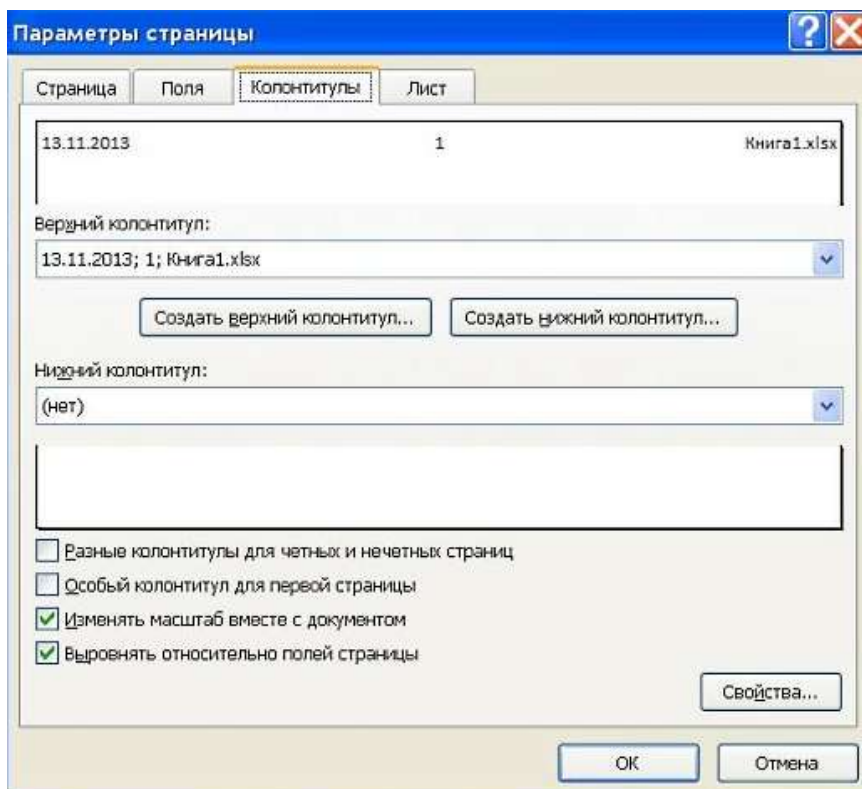 Параметры страницы
Страница Поля Колонтитулы Лист
13.11.2013 1 Книга1.xlsx
Верхний колонтитул:
13.11.2013; 1; Книга1.xlsx
Создать верхний колонтитул... Создать нижний колонтитул...
Нижний колонтитул:
(нет)
Разные колонтитулы для четных и нечетных страниц
Особый колонтитул для первой страницы
Изменять масштаб вместе с документом
Выровнять относительно полей страницы
Свойства...
ОК Отмена